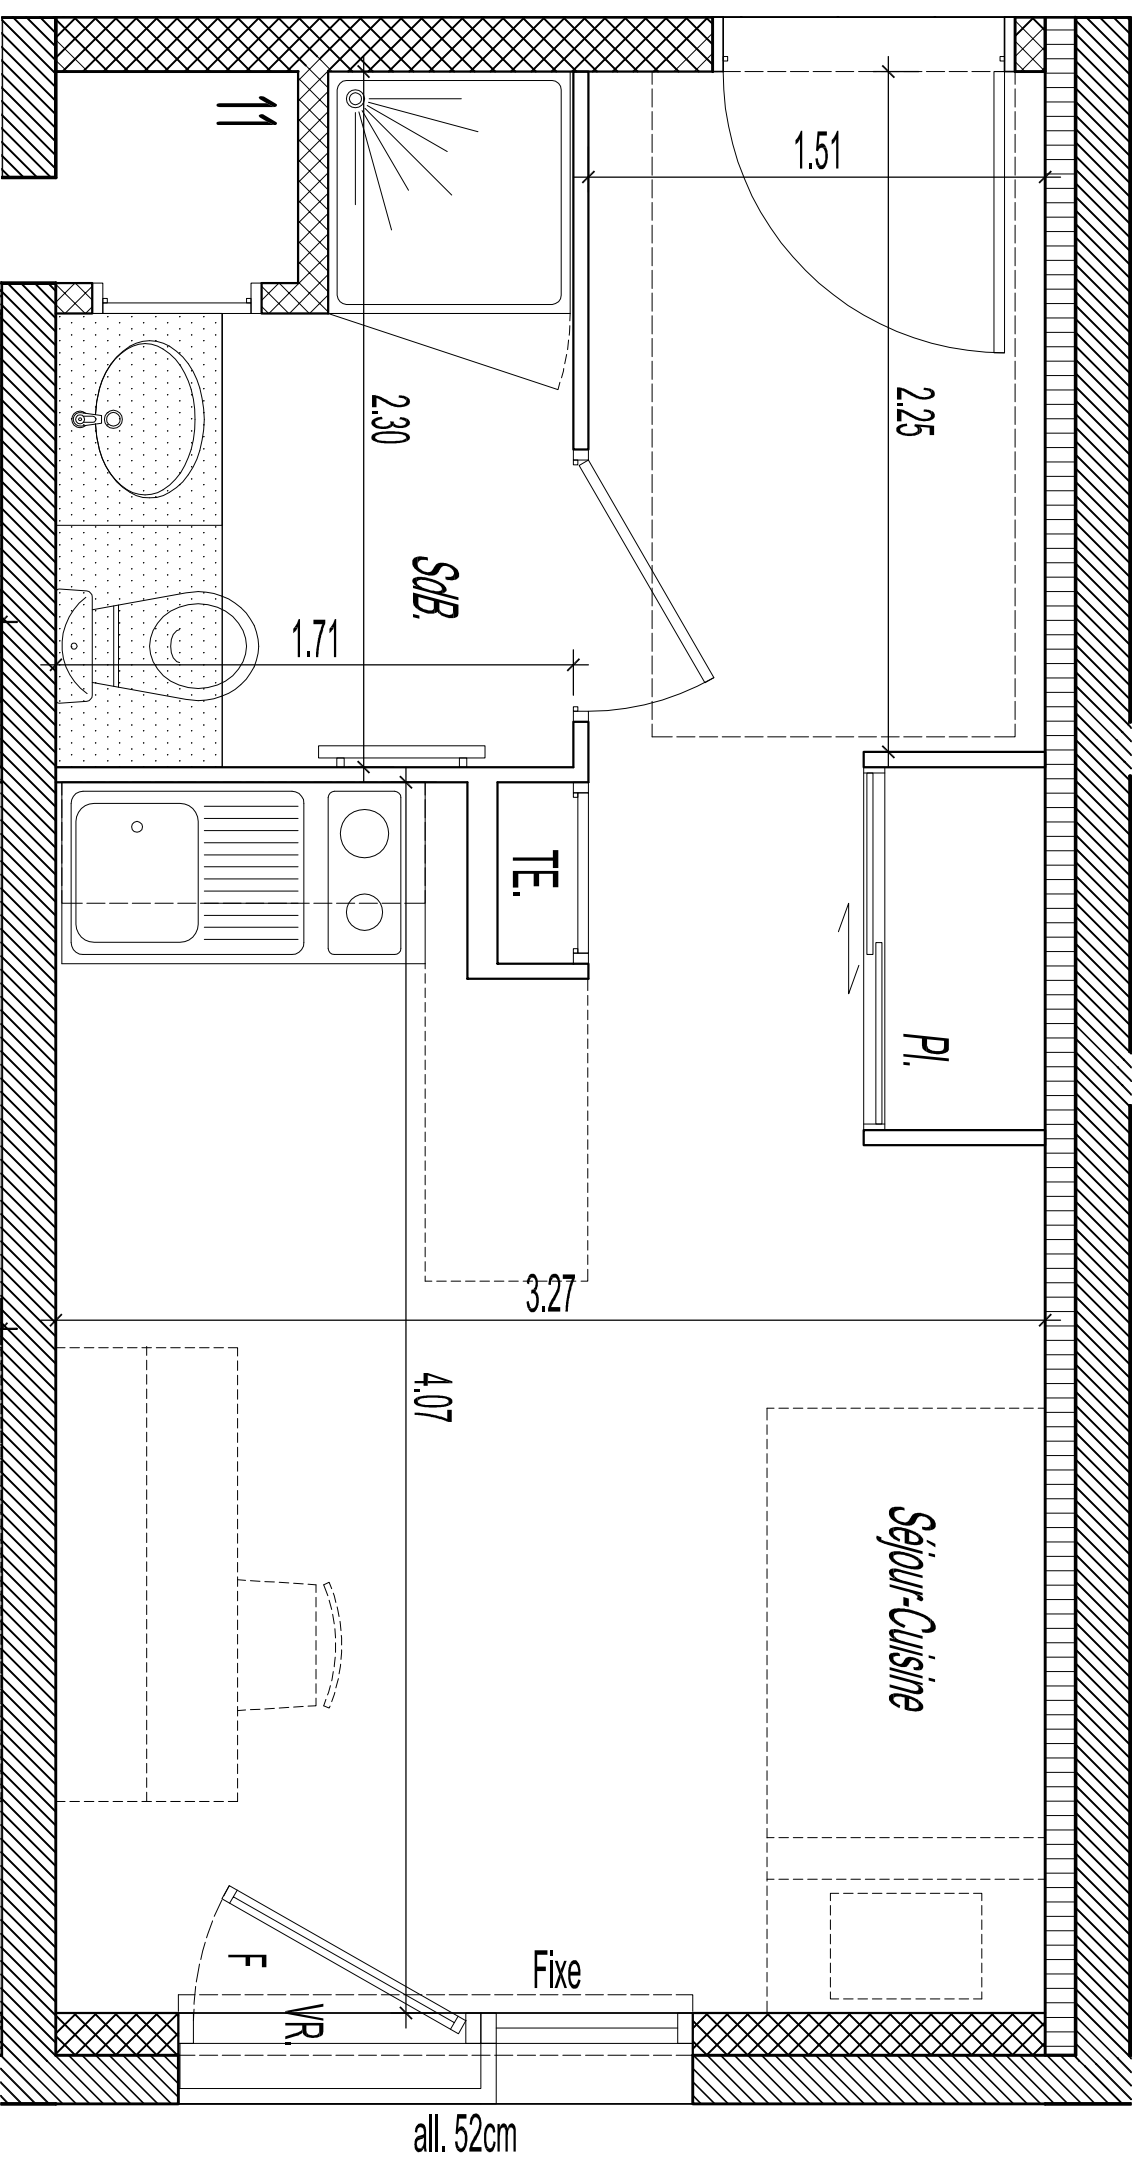 11
1.51
2.25
2.30
SdB.
1.71
TE.
Pl.
3.27
4.07
Séjour-Cuisine
F
VR.
Fixe
all. 52cm